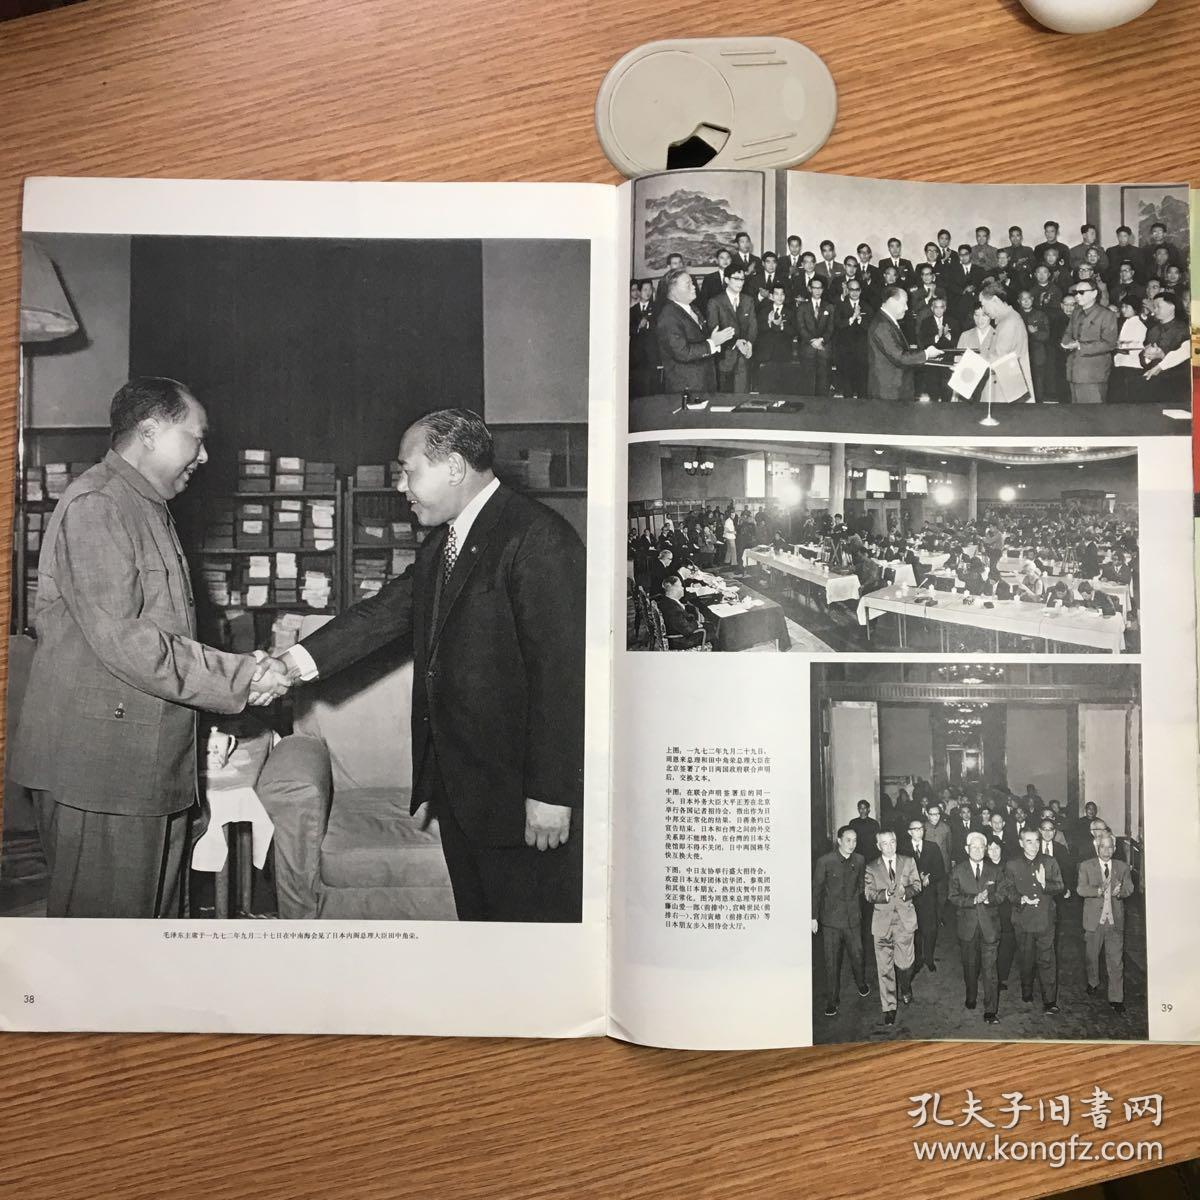 毛泽东主席于一九七二年九月二十七日在中南海会见了日本内阁总理大臣田中角荣。
38
上图，一九七二年九月二十九日，
周恩来总理和田中角荣总理大臣在
北京签署了中日两国政府联合声明
后，交换文本。
中图，在联合声明签署后的同一
天，日本外务大臣大平正芳在北京
举行各国记者招待会，指出作为日
中邦交正常化的结果，日蒋条约已
宣告结束，日本和台湾之间的外交
关系即不能维持，在台湾的日本大
使馆即不得不关闭，日中两国将尽
快互换大使。
下图，中日友协举行盛大招待会，
欢迎日本友好团体访华团、参观团
和其他日本朋友，热烈庆贺中日邦
交正常化。图为周恩来总理等陪同
藤山爱一郎（前排中）、宫崎世民（前
排右一）、宫川寅雄（前排右四）等
日本朋友步入招待会大厅。
39
孔夫子旧書网
www.kongfz.com